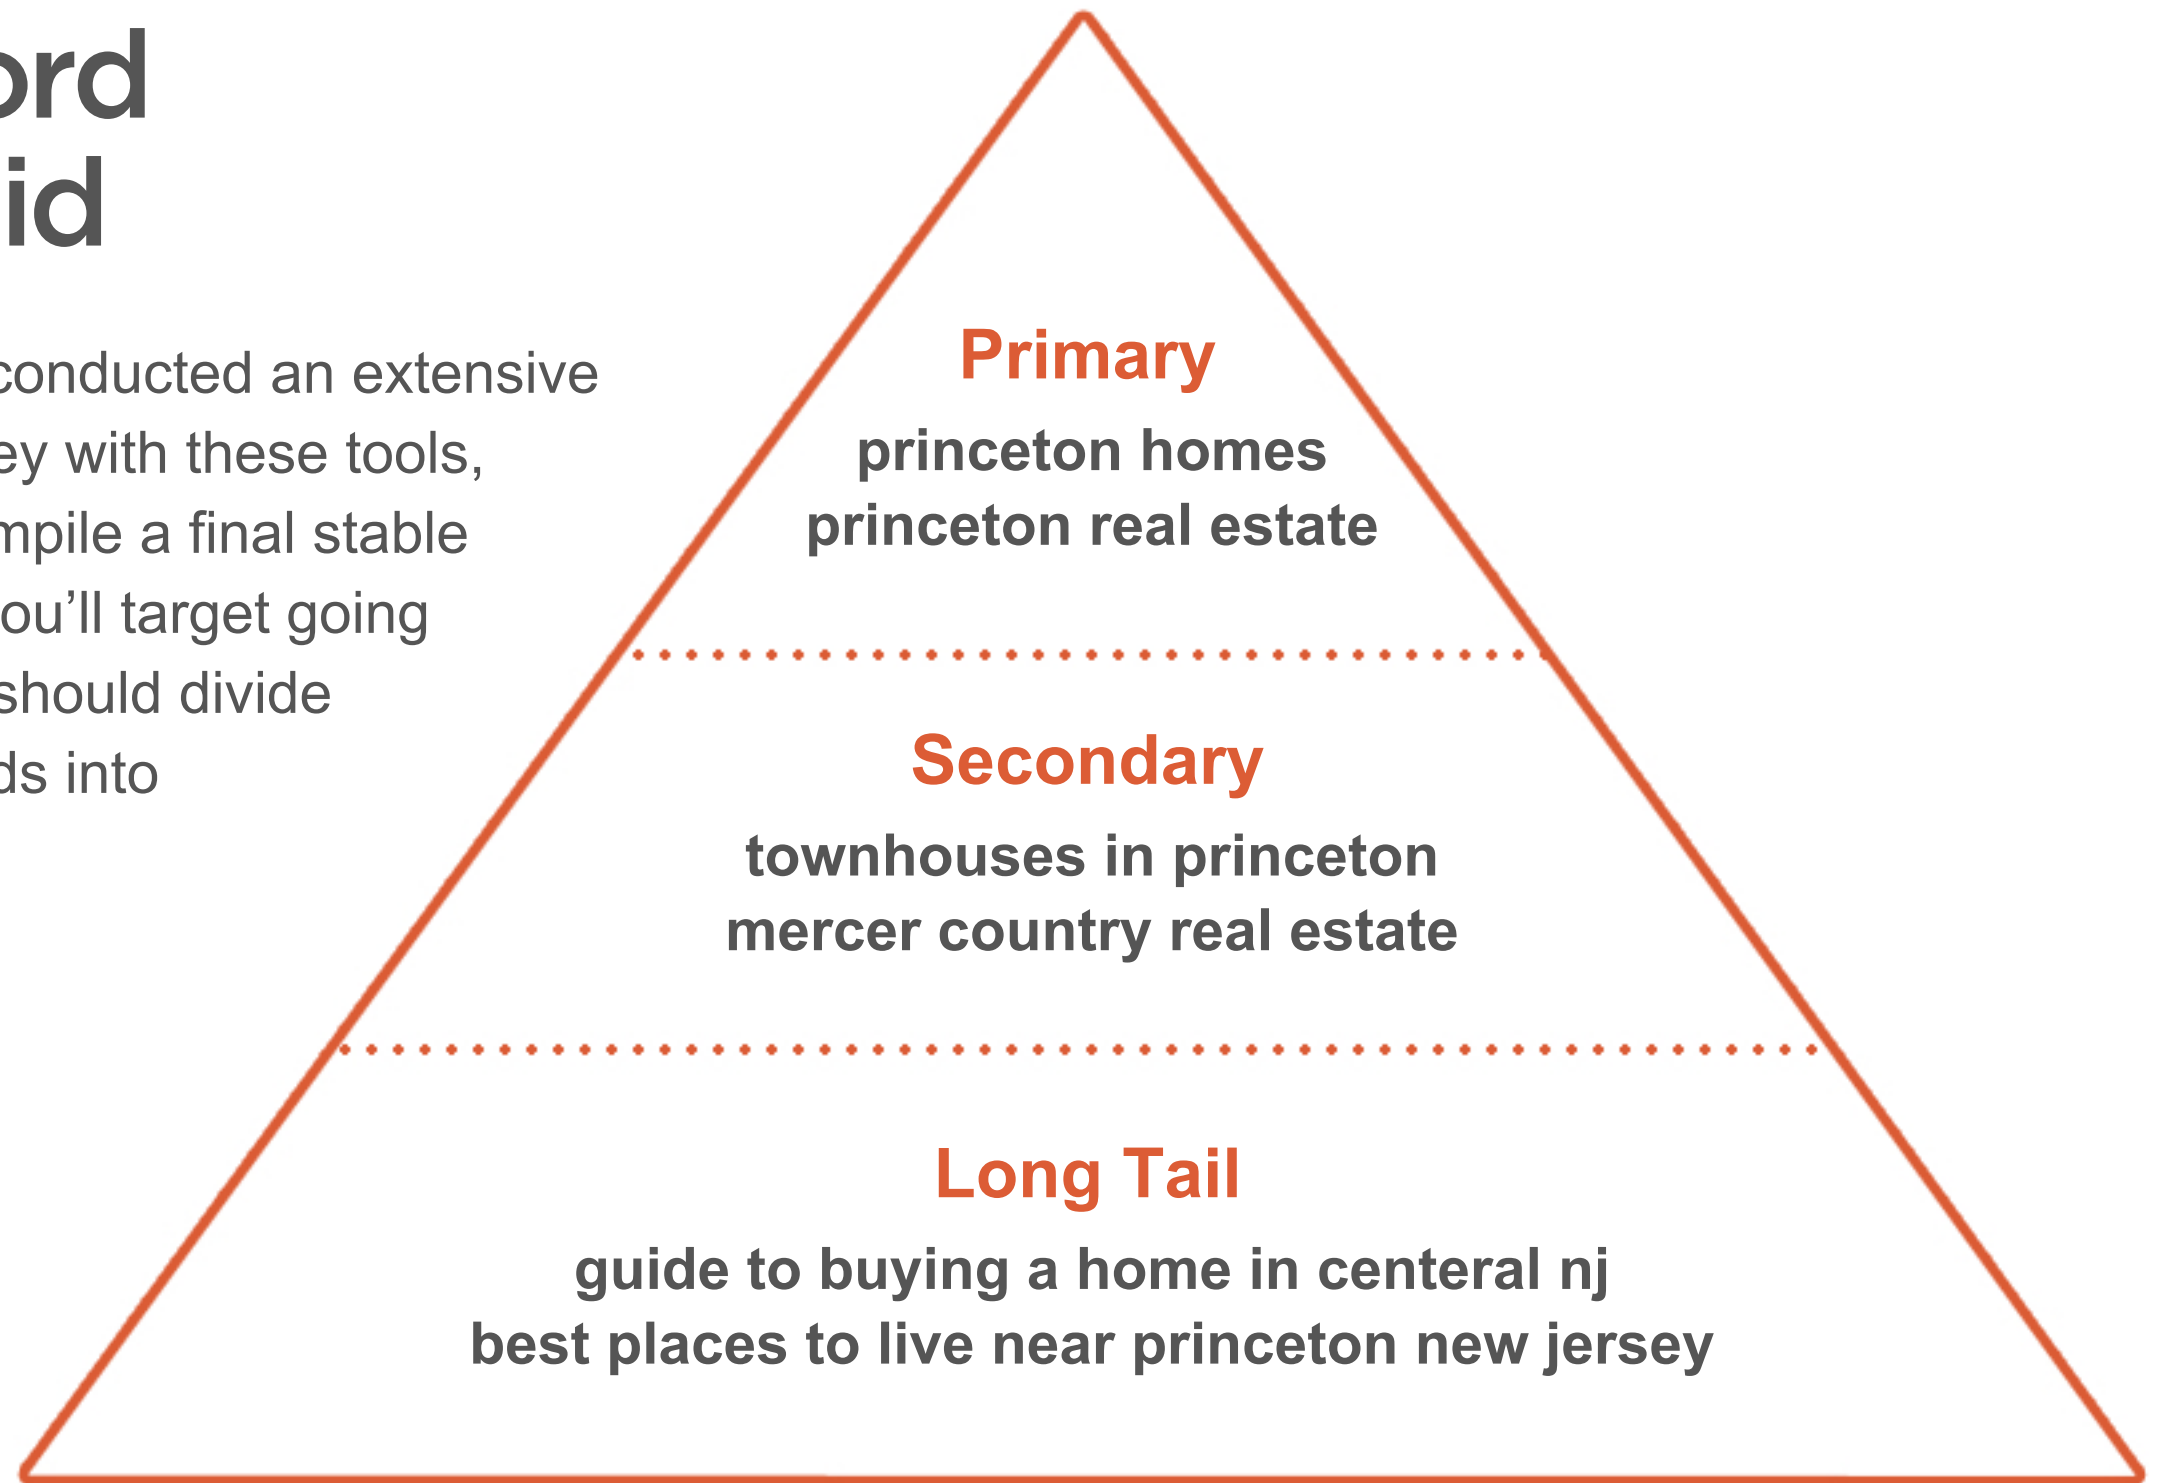 ord
id
conducted an extensive
ey with these tools,
mpile a final stable
ou’ll target going
should divide
ds into
Primary
princeton homes
princeton real estate
Secondary
townhouses in princeton
mercer country real estate
Long Tail
guide to buying a home in centeral nj
best places to live near princeton new jersey